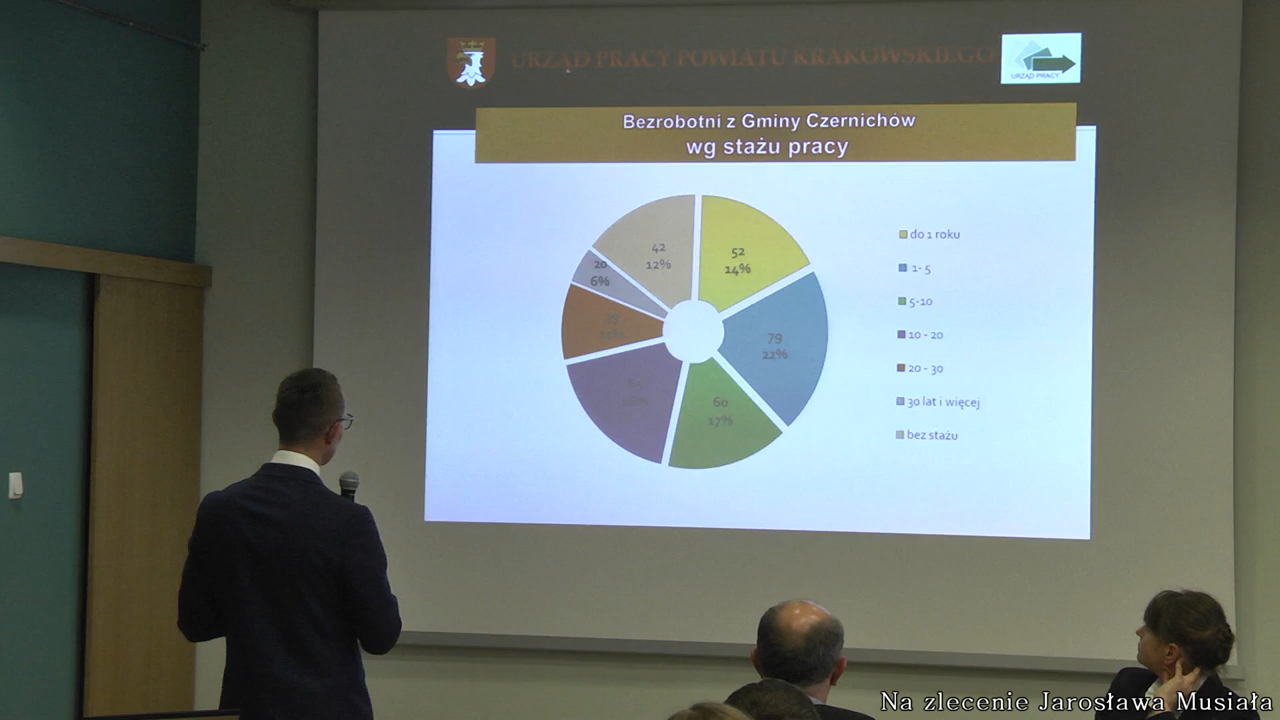 URZĄD PRACY POWIATU KRAKOWSKIEGO
URZĄD PRACY
Bezrobotni z Gminy Czernichów
wg stażu pracy
42
12%
52
14%
20
6%
79
22%
60
17%
do 1 roku
1- 5
5-10
10 - 20
20 - 30
30 lat i więcej
bez stażu
Na zlecenie Jarosława Musiała